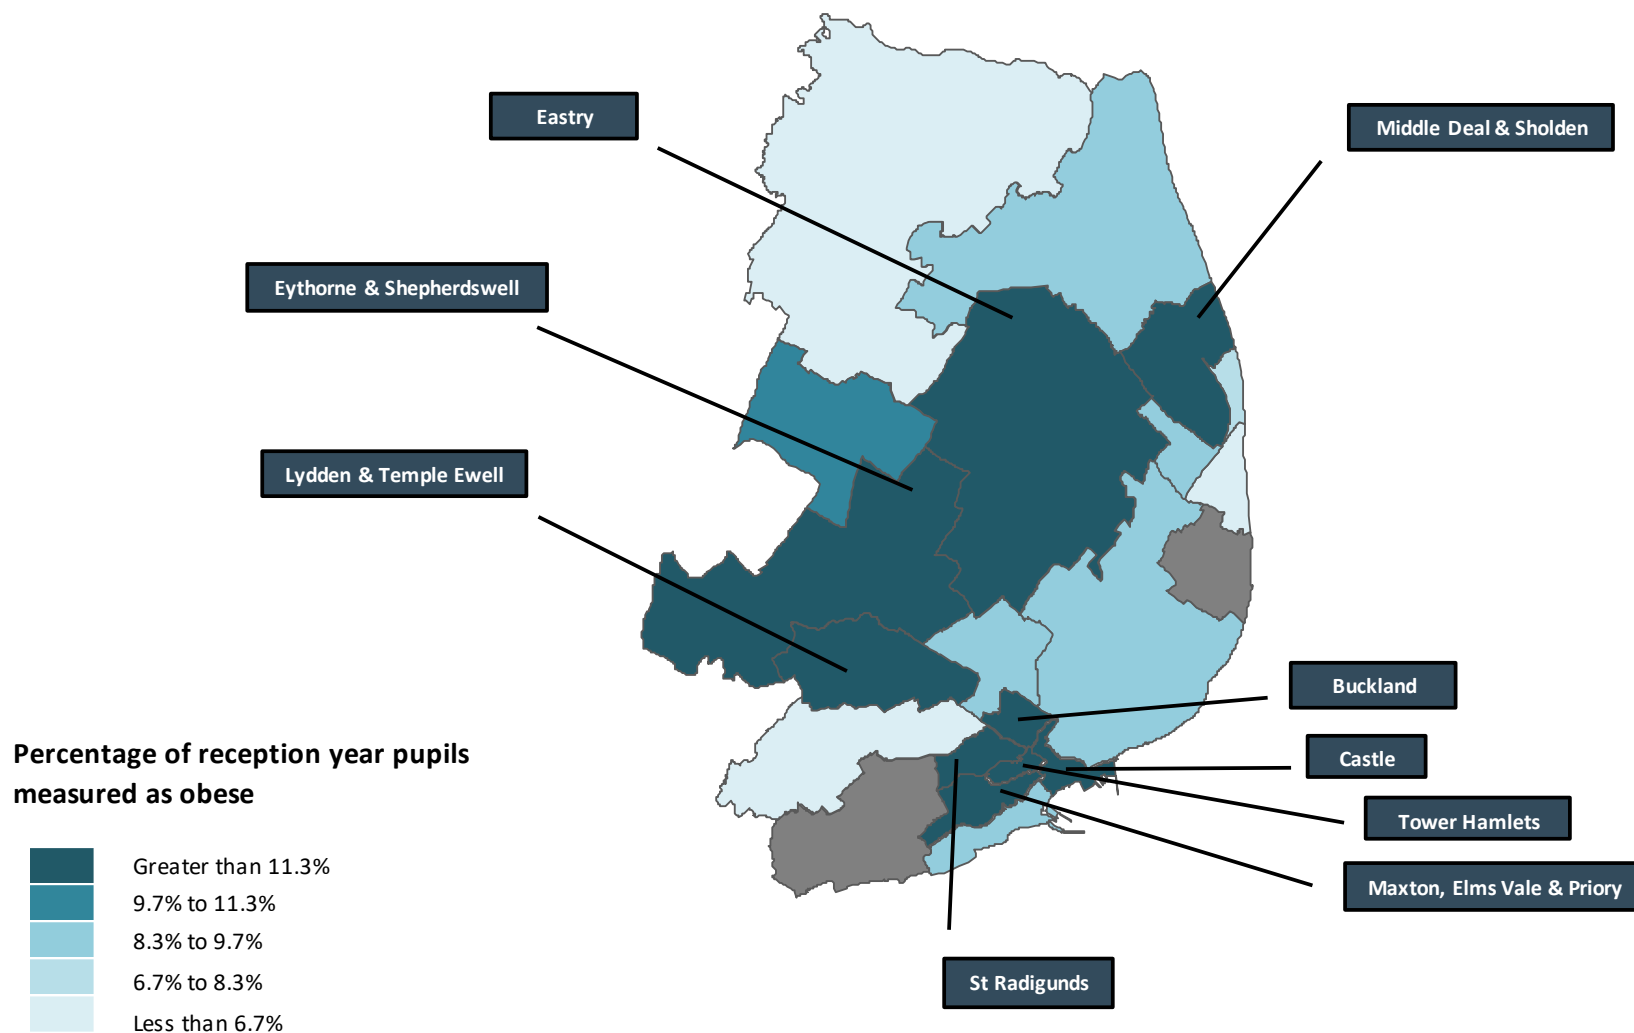 Eastry
Middle Deal & Sholden
Eythorne & Shepherdswell
Lydden & Temple Ewell
Buckland
Castle
Tower Hamlets
Maxton, Elms Vale & Priory
St Radigunds
Percentage of reception year pupils
measured as obese
Greater than 11.3%
9.7% to 11.3%
8.3% to 9.7%
6.7% to 8.3%
Less than 6.7%